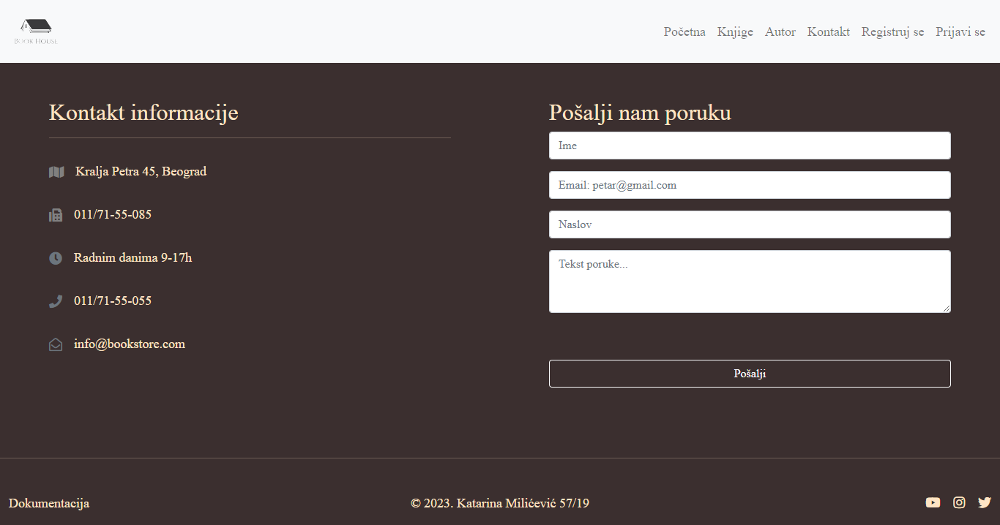 BOOK HOUSE
Početna Knjige Autor Kontakt Registruj se Prijavi se
Kontakt informacije
Kralja Petra 45, Beograd
011/71-55-085
Radnim danima 9-17h
011/71-55-055
info@bookstore.com
Pošalji nam poruku
Ime
Email: petar@gmail.com
Naslov
Tekst poruke...
Pošalji
Dokumentacija
© 2023. Katarina Milićević 57/19